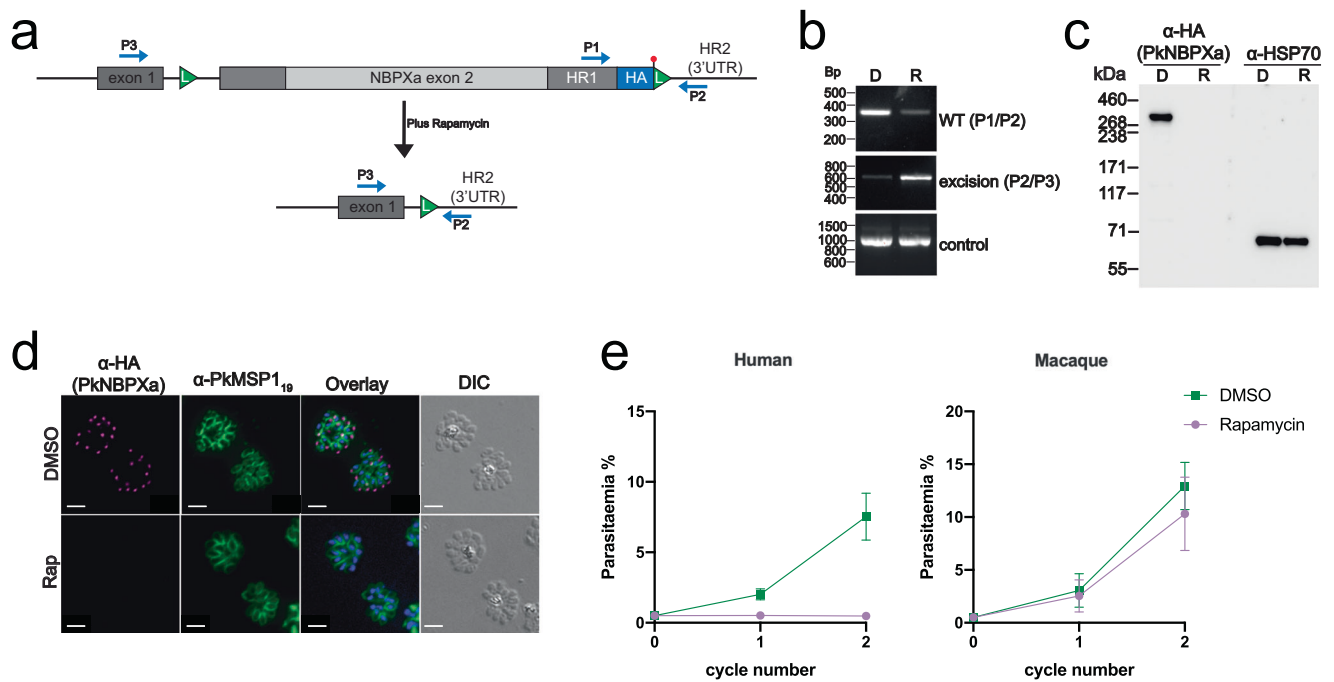 a
P3
exon 1
L
NBPXa exon 2
P1
HR1
HA
L
HR2
(3'UTR)
P2
Plus Rapamycin
P3
exon 1
L
HR2
(3'UTR)
P2
b
Bp
D R
500
400
300
200
WT (P1/P2)
800
600
500
400
excision (P2/P3)
1500
1000
800
600
control
c
α-HA
(PkNBPXa)
α-HSP70
kDa
D R D R
460
268
238
171
117
71
55
d
α-HA
(PkNBPXa)
α-PkMSP1₁₉
Overlay
DIC
DMSO
Rap
e
Human
Parasitaemia %
15
10
5
0
0 1 2
cycle number
Macaque
Parasitaemia %
20
15
10
5
0
0 1 2
cycle number
DMSO
Rapamycin